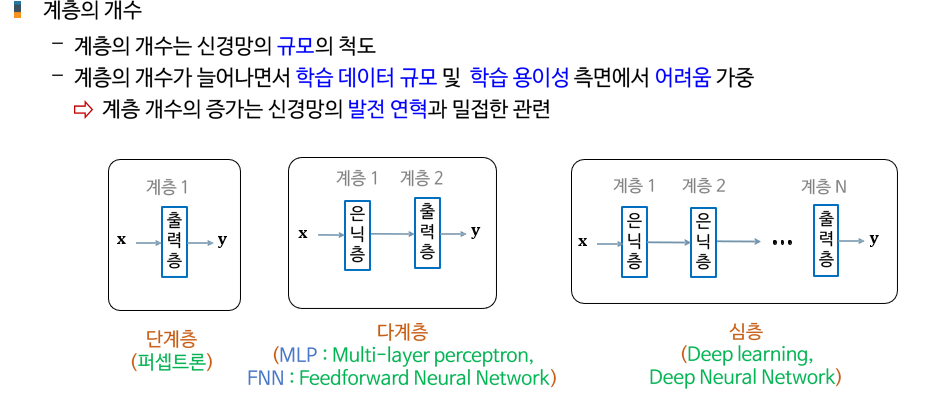 계층의 개수
– 계층의 개수는 신경망의 규모의 척도
– 계층의 개수가 늘어나면서 학습 데이터 규모 및 학습 용이성 측면에서 어려움 가중
⇨ 계층 개수의 증가는 신경망의 발전 연혁과 밀접한 관련
계층 1
x 출력층 y
단계층
(퍼셉트론)
계층 1 계층 2
x 은닉층 출력층 y
다계층
(MLP : Multi-layer perceptron,
FNN : Feedforward Neural Network)
계층 1 계층 2 계층 N
x 은닉층 은닉층 ••• 출력층 y
심층
(Deep learning,
Deep Neural Network)